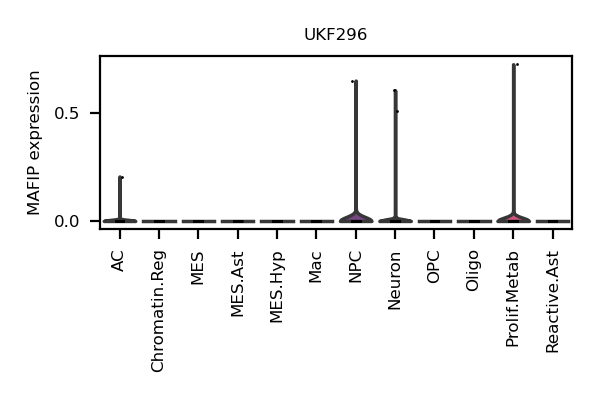 UKF296
MAFIP expression
0.5
0.0
AC
Chromatin.Reg
MES
MES.Ast
MES.Hyp
Mac
NPC
Neuron
OPC
Oligo
Prolif.Metab
Reactive.Ast